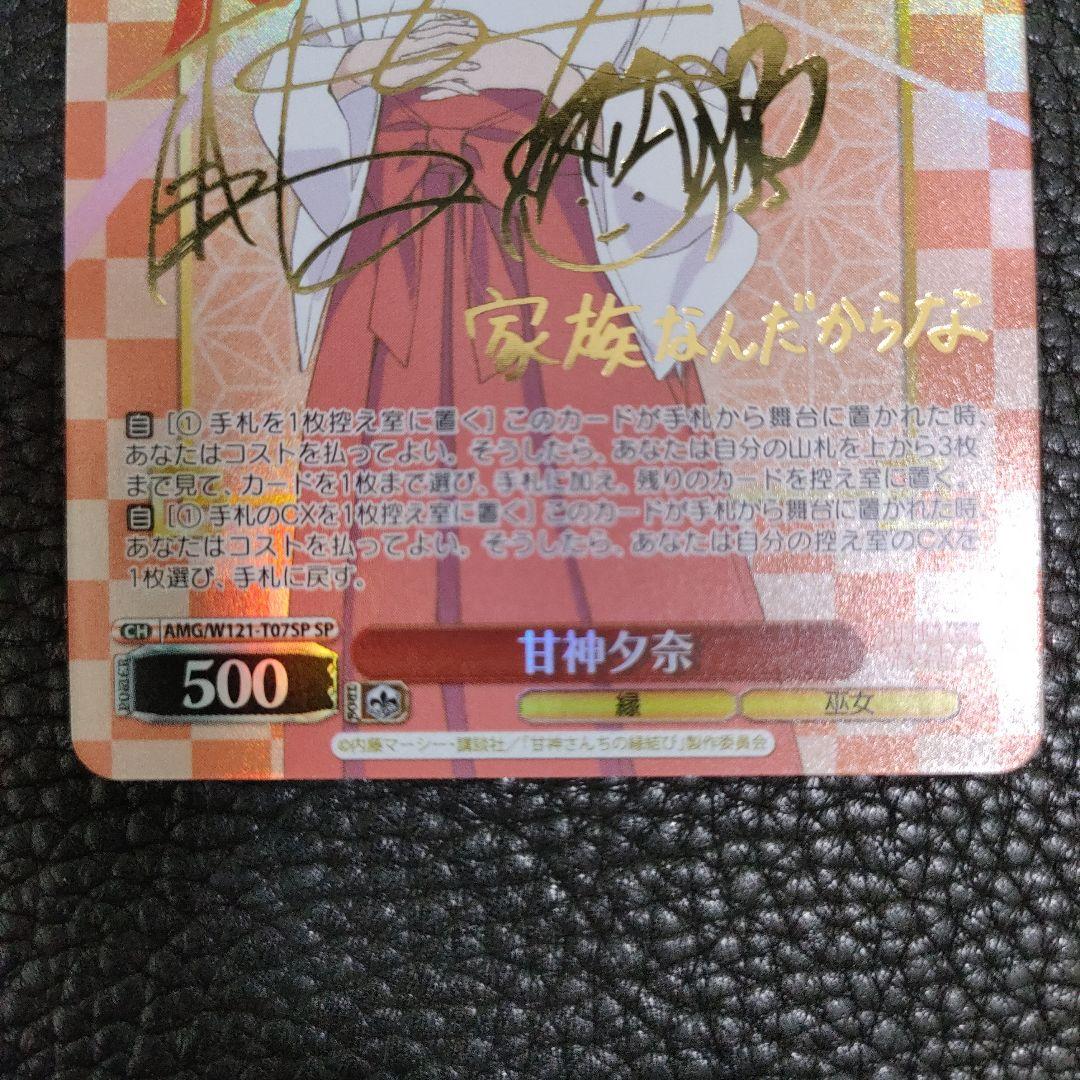 家族なんだからな
自 [① 手札を1枚控え室に置く] このカードが手札から舞台に置かれた時、
あなたはコストを払ってよい。そうしたら、あなたは自分の山札を上から3枚
まで見て、カードを1枚まで選び、手札に加え、残りのカードを控え室に置く。
自 [① 手札のCXを1枚控え室に置く] このカードが手札から舞台に置かれた時、
あなたはコストを払ってよい。そうしたら、あなたは自分の控え室のCXを
1枚選び、手札に戻す。
CH AMG/W121-T07SP SP
甘神夕奈
POWER 500
SOUL
縁 巫女
©内藤マーシー・講談社／「甘神さんちの縁結び」製作委員会